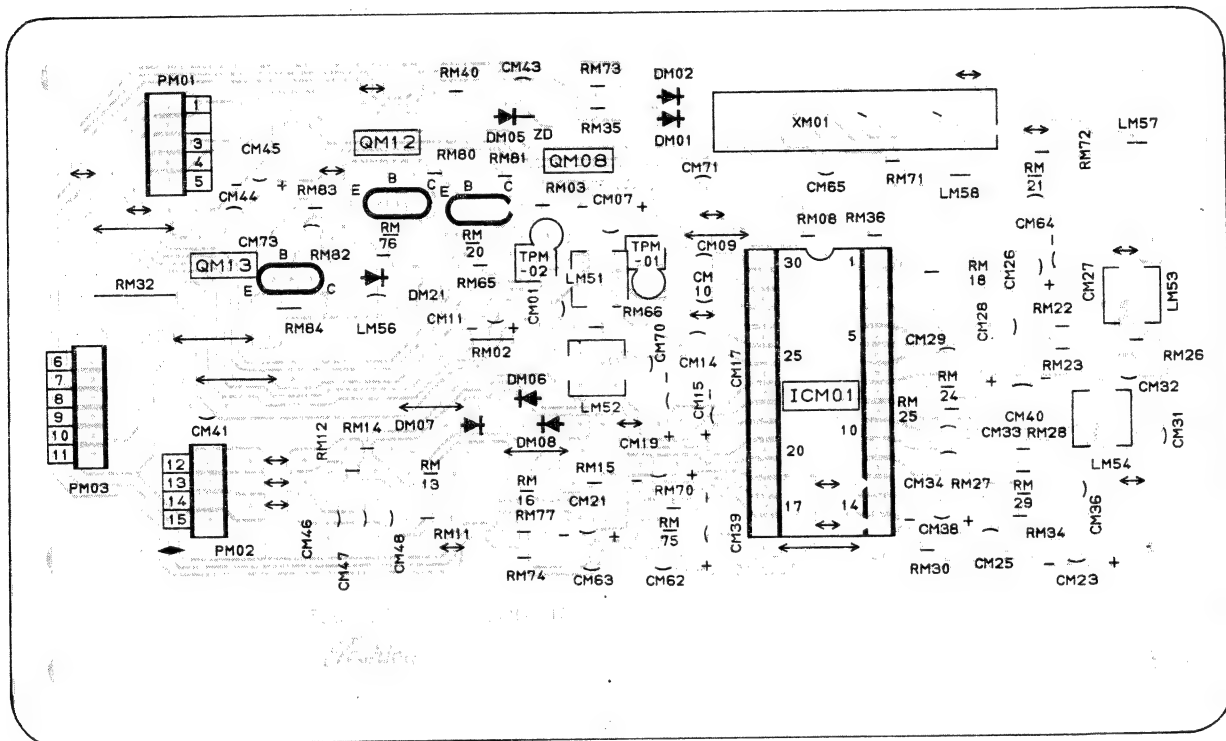 PM01
RM40
CM43
RM73
DM02
1
3
4
5
QM12
DM05
ZD
RM35
DM01
XM01
LM57
RM72
CM45
RM80
RM81
QM08
CM71
RM71
RM
21
CM44
RM83
E
B
C
E
B
C
RM03
CM07
CM65
LM58
CM73
RM
76
RM
20
TPM
-02
TPM
-01
CM09
RM08
RM36
CM64
QM13
B
RM82
E
C
RM65
LM51
CM
10
30
1
RM
18
CM26
CM27
LM53
RM32
DM21
CM01
RM84
LM56
CM11
RM66
CM28
RM22
RM02
CM70
CM14
CM17
25
5
CM29
RM23
RM26
6
7
8
9
10
11
DM06
LM52
CM15
ICM01
RM
25
RM
24
CM32
CM41
DM07
DM08
CM19
10
CM40
CM33
RM28
CM31
RM12
RM14
20
LM54
12
13
14
15
RM
13
RM
16
RM15
CM21
RM70
17
14
CM34
RM27
RM
29
CM36
PM03
PM02
CM46
CM47
CM48
RM11
RM77
RM
75
CM39
CM38
RM34
RM74
CM63
CM62
RM30
CM25
CM23